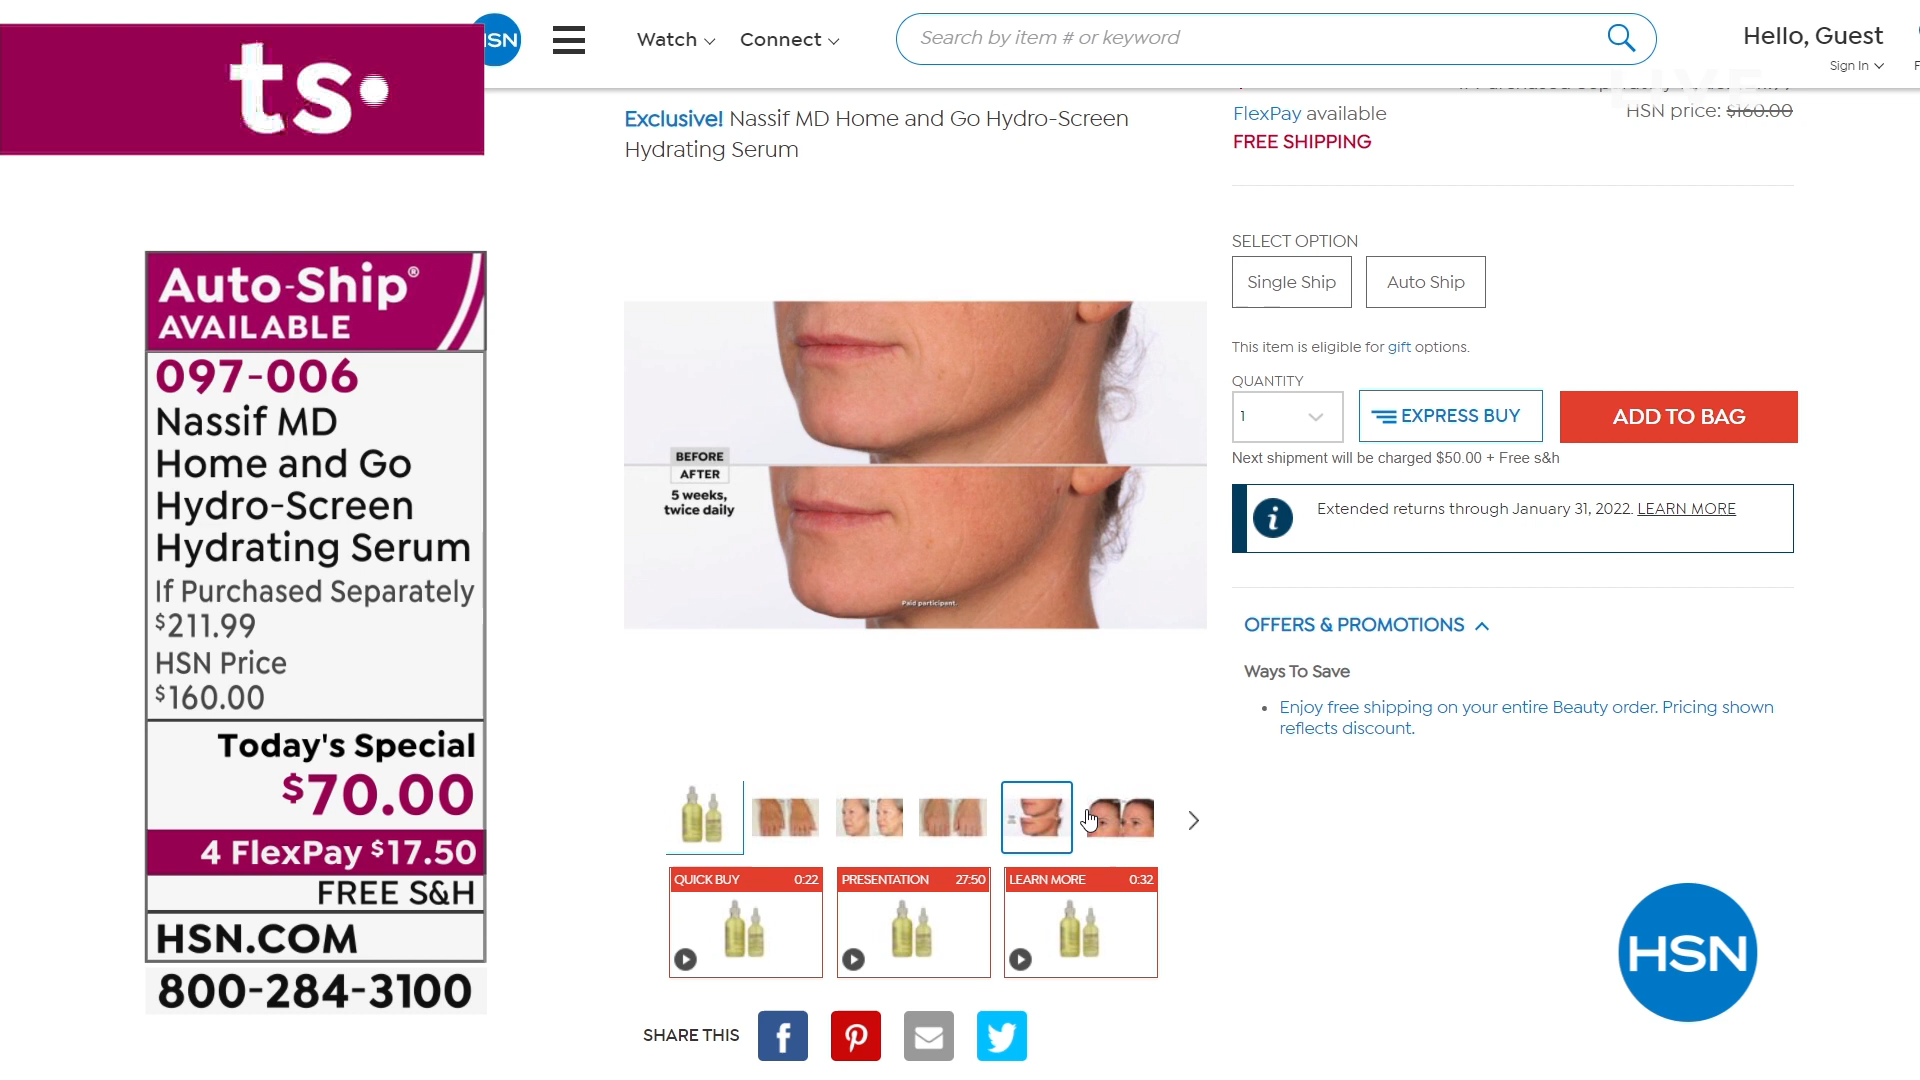 ts.
HSN
Watch
Connect
Search by item # or keyword
Hello, Guest
Sign In
Exclusive! Nassif MD Home and Go Hydro-Screen
Hydrating Serum
FlexPay available
HSN price: $160.00
FREE SHIPPING
LIVE
SELECT OPTION
Single Ship
Auto Ship
This item is eligible for gift options.
QUANTITY
1
EXPRESS BUY
ADD TO BAG
Next shipment will be charged $50.00 + Free s&h
Extended returns through January 31, 2022. LEARN MORE
OFFERS & PROMOTIONS
Ways To Save
• Enjoy free shipping on your entire Beauty order. Pricing shown
reflects discount.
BEFORE
AFTER
5 weeks,
twice daily
Paid participant.
QUICK BUY 0:22
PRESENTATION 27:50
LEARN MORE 0:32
SHARE THIS
Auto-Ship®
AVAILABLE
097-006
Nassif MD
Home and Go
Hydro-Screen
Hydrating Serum
If Purchased Separately
$211.99
HSN Price
$160.00
Today's Special
$70.00
4 FlexPay $17.50
FREE S&H
HSN.COM
800-284-3100
HSN